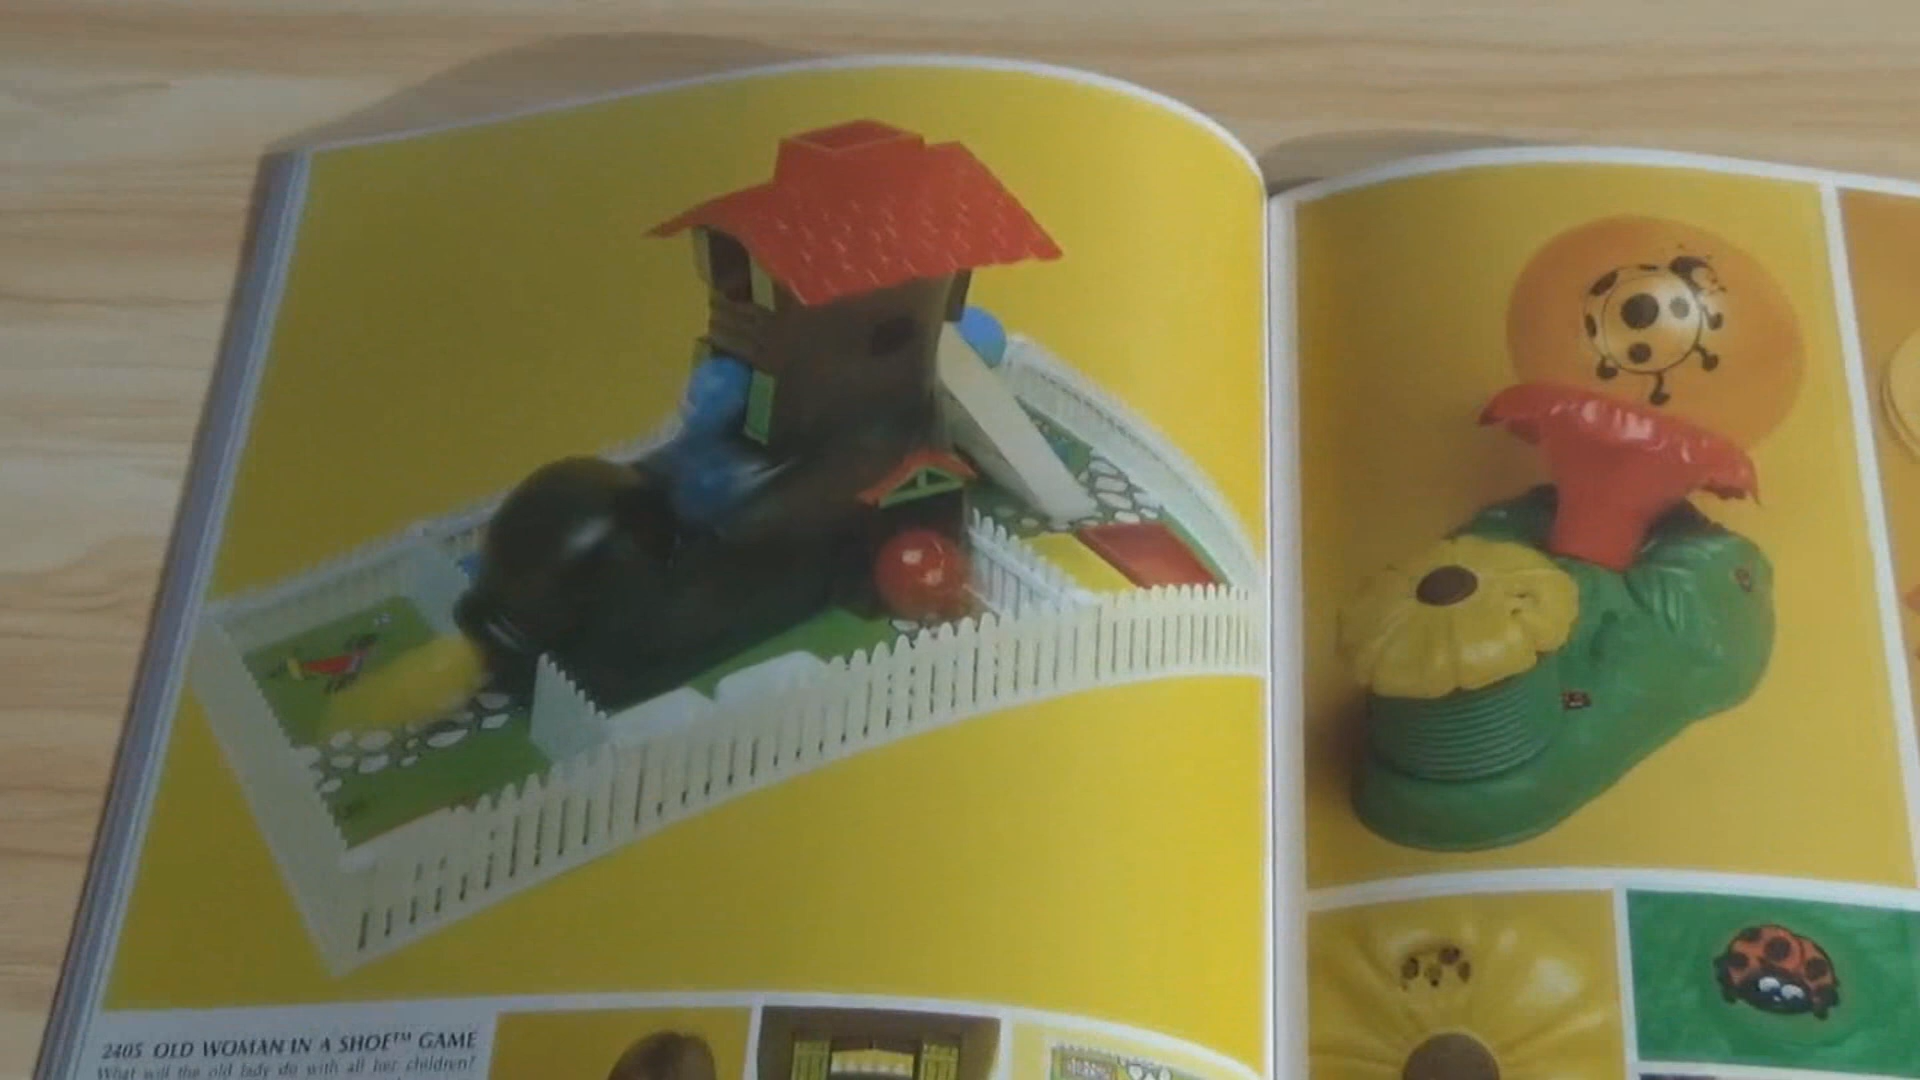 2405 OLD WOMAN IN A SHOE™ GAME
What will the old lady do with all her children?